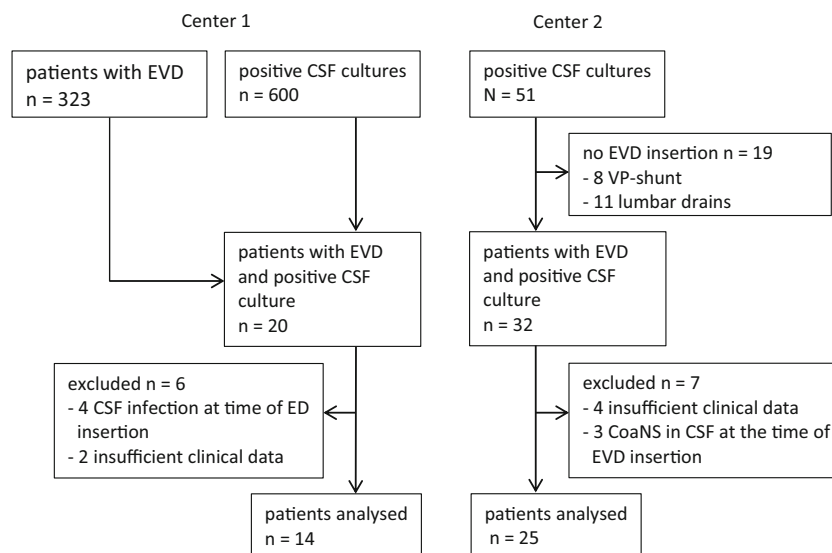 Center 1
patients with EVD
n = 323
positive CSF cultures
n = 600
patients with EVD
and positive CSF
culture
n = 20
excluded n = 6
- 4 CSF infection at time of ED
insertion
- 2 insufficient clinical data
patients analysed
n = 14
Center 2
positive CSF cultures
N = 51
no EVD insertion n = 19
- 8 VP-shunt
- 11 lumbar drains
patients with EVD
and positive CSF
culture
n = 32
excluded n = 7
- 4 insufficient clinical data
- 3 CoaNS in CSF at the time of
EVD insertion
patients analysed
n = 25